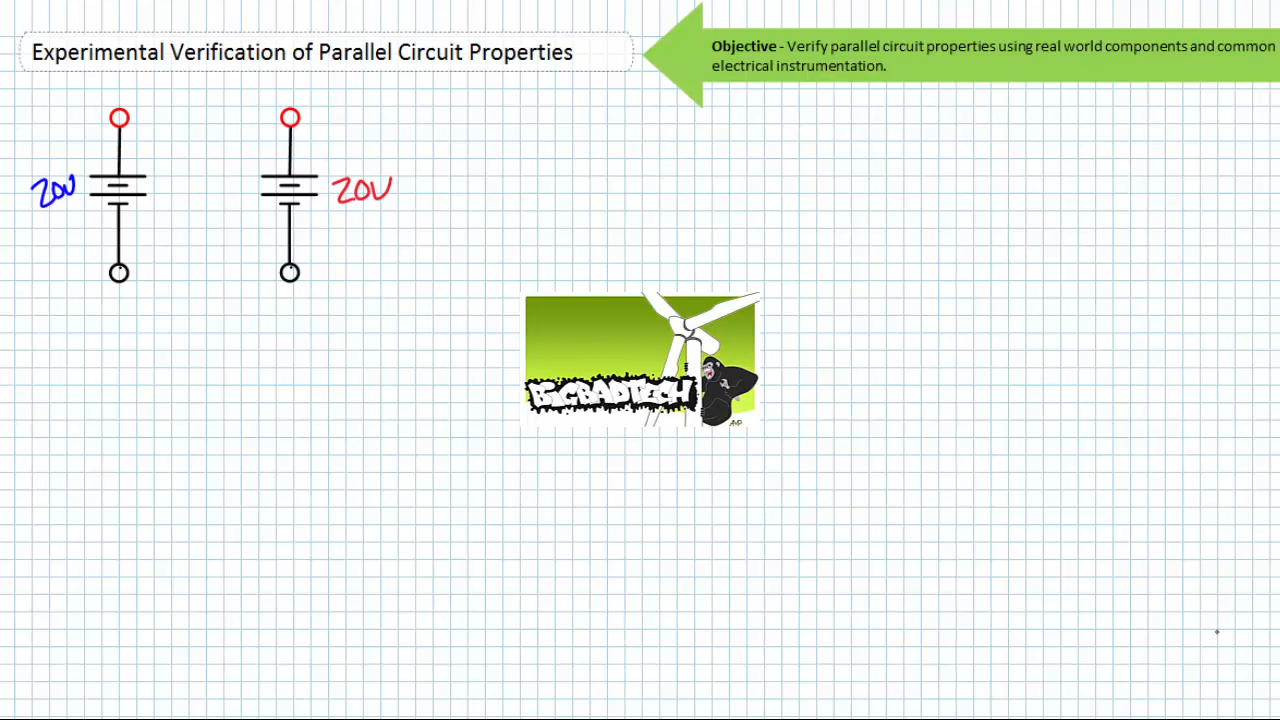 Experimental Verification of Parallel Circuit Properties
Objective - Verify parallel circuit properties using real world components and common
electrical instrumentation.
20V
20V
BIGBADTECH